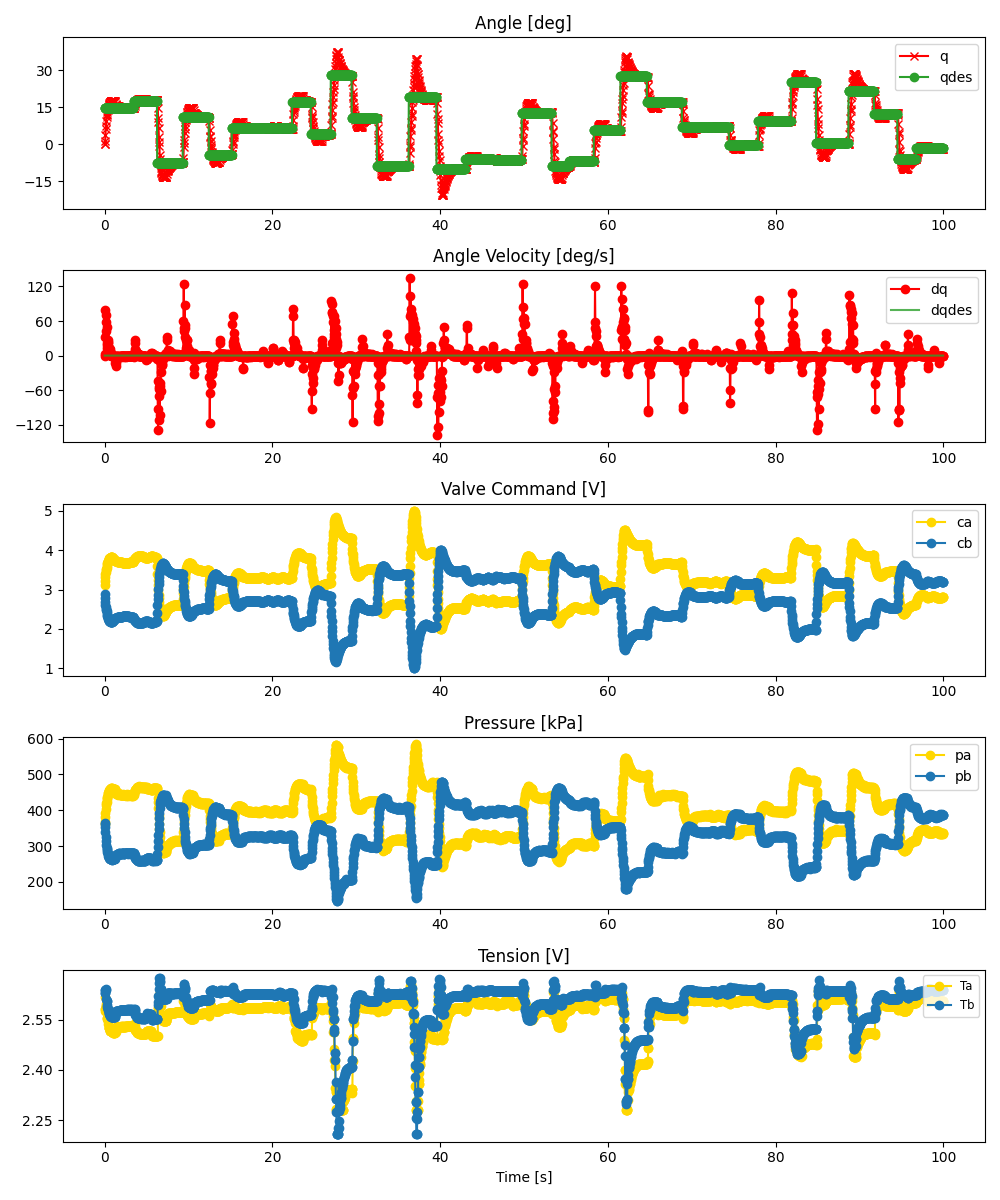 Angle [deg]
30
15
0
−15
q
qdes
0 20 40 60 80 100
Angle Velocity [deg/s]
120
60
0
−60
−120
dq
dqdes
0 20 40 60 80 100
Valve Command [V]
5
4
3
2
1
ca
cb
0 20 40 60 80 100
Pressure [kPa]
600
500
400
300
200
pa
pb
0 20 40 60 80 100
Tension [V]
2.55
2.40
2.25
Ta
Tb
0 20 40 60 80 100
Time [s]